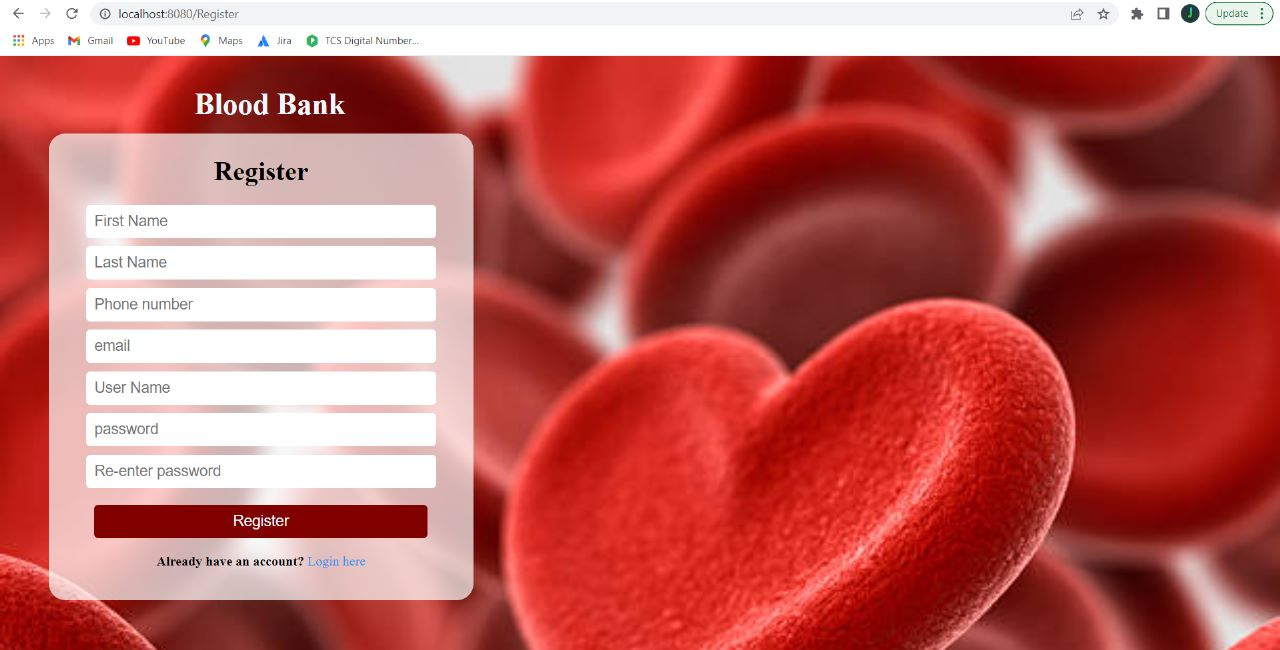 localhost:8080/Register
J
Update
Apps
Gmail
YouTube
Maps
Jira
TCS Digital Number...
Blood Bank
Register
First Name
Last Name
Phone number
email
User Name
password
Re-enter password
Register
Already have an account? Login here